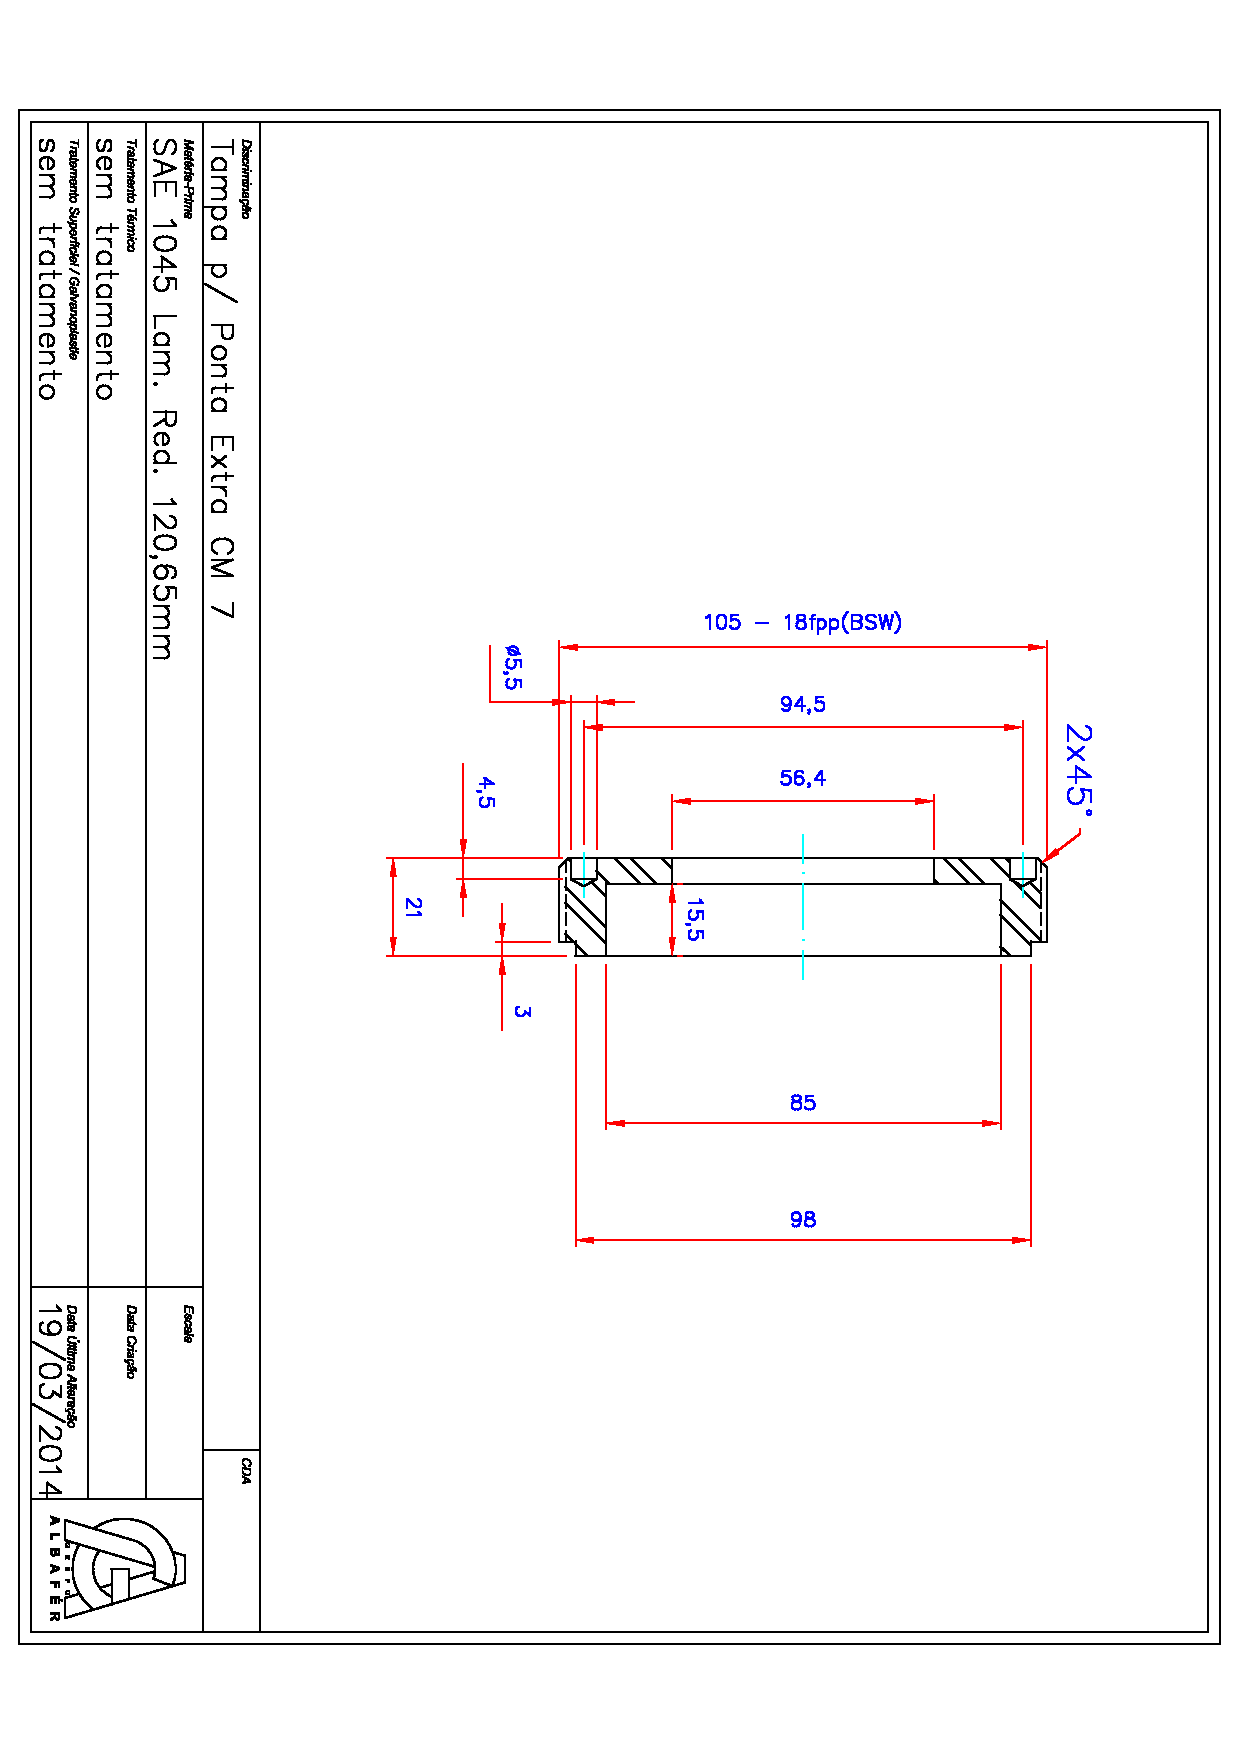 105 - 18fpp(BSW)
ø5,5
94,5
2x45°
56,4
4,5
21
15,5
3
85
98
Discriminação
Tampa p/ Ponta Extra CM 7
CDA
Matéria-Prima
SAE 1045 Lam. Red. 120,65mm
Escala
Tratamento Térmico
sem tratamento
Data Criação
Tratamento Superficial / Galvanoplastia
sem tratamento
Data Última Alteração
19/03/2014
GRUPO
ALBAFÉR